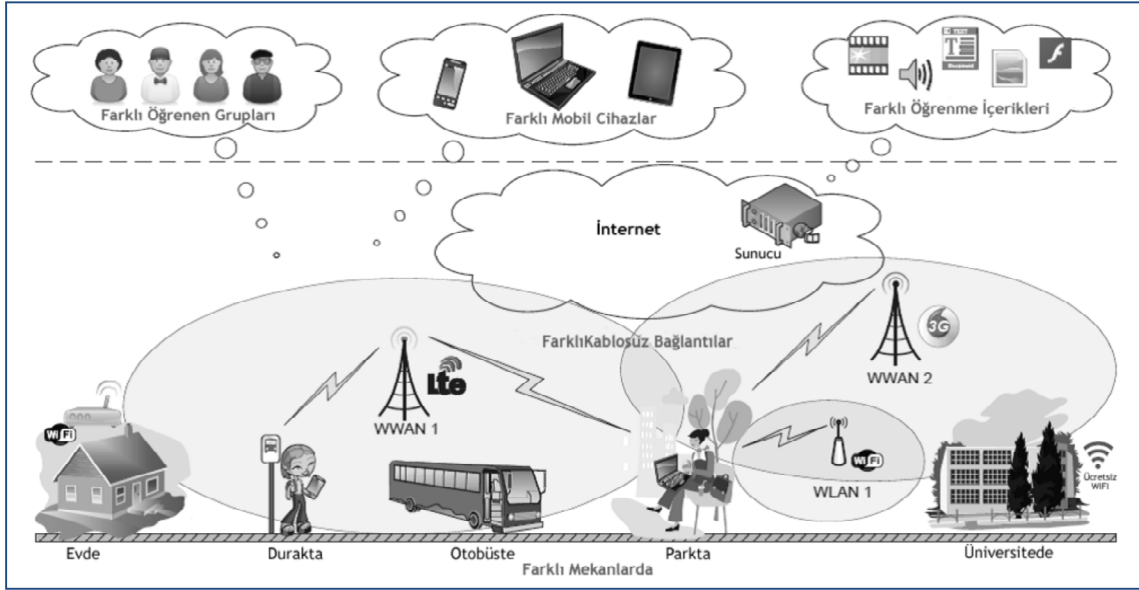 TEXT
T
Farklı Öğrenen Grupları
Farklı Mobil Cihazlar
Farklı Öğrenme İçerikleri
İnternet
Sunucu
FarklıKablosüz Bağlantılar
3G
Lte
WWAN 1
WWAN 2
WiFi
WiFi
WLAN 1
Ücretsiz
WIFI
Evde
Durakta
Otobüste
Parkta
Üniversitede
Farklı Mekanlarda